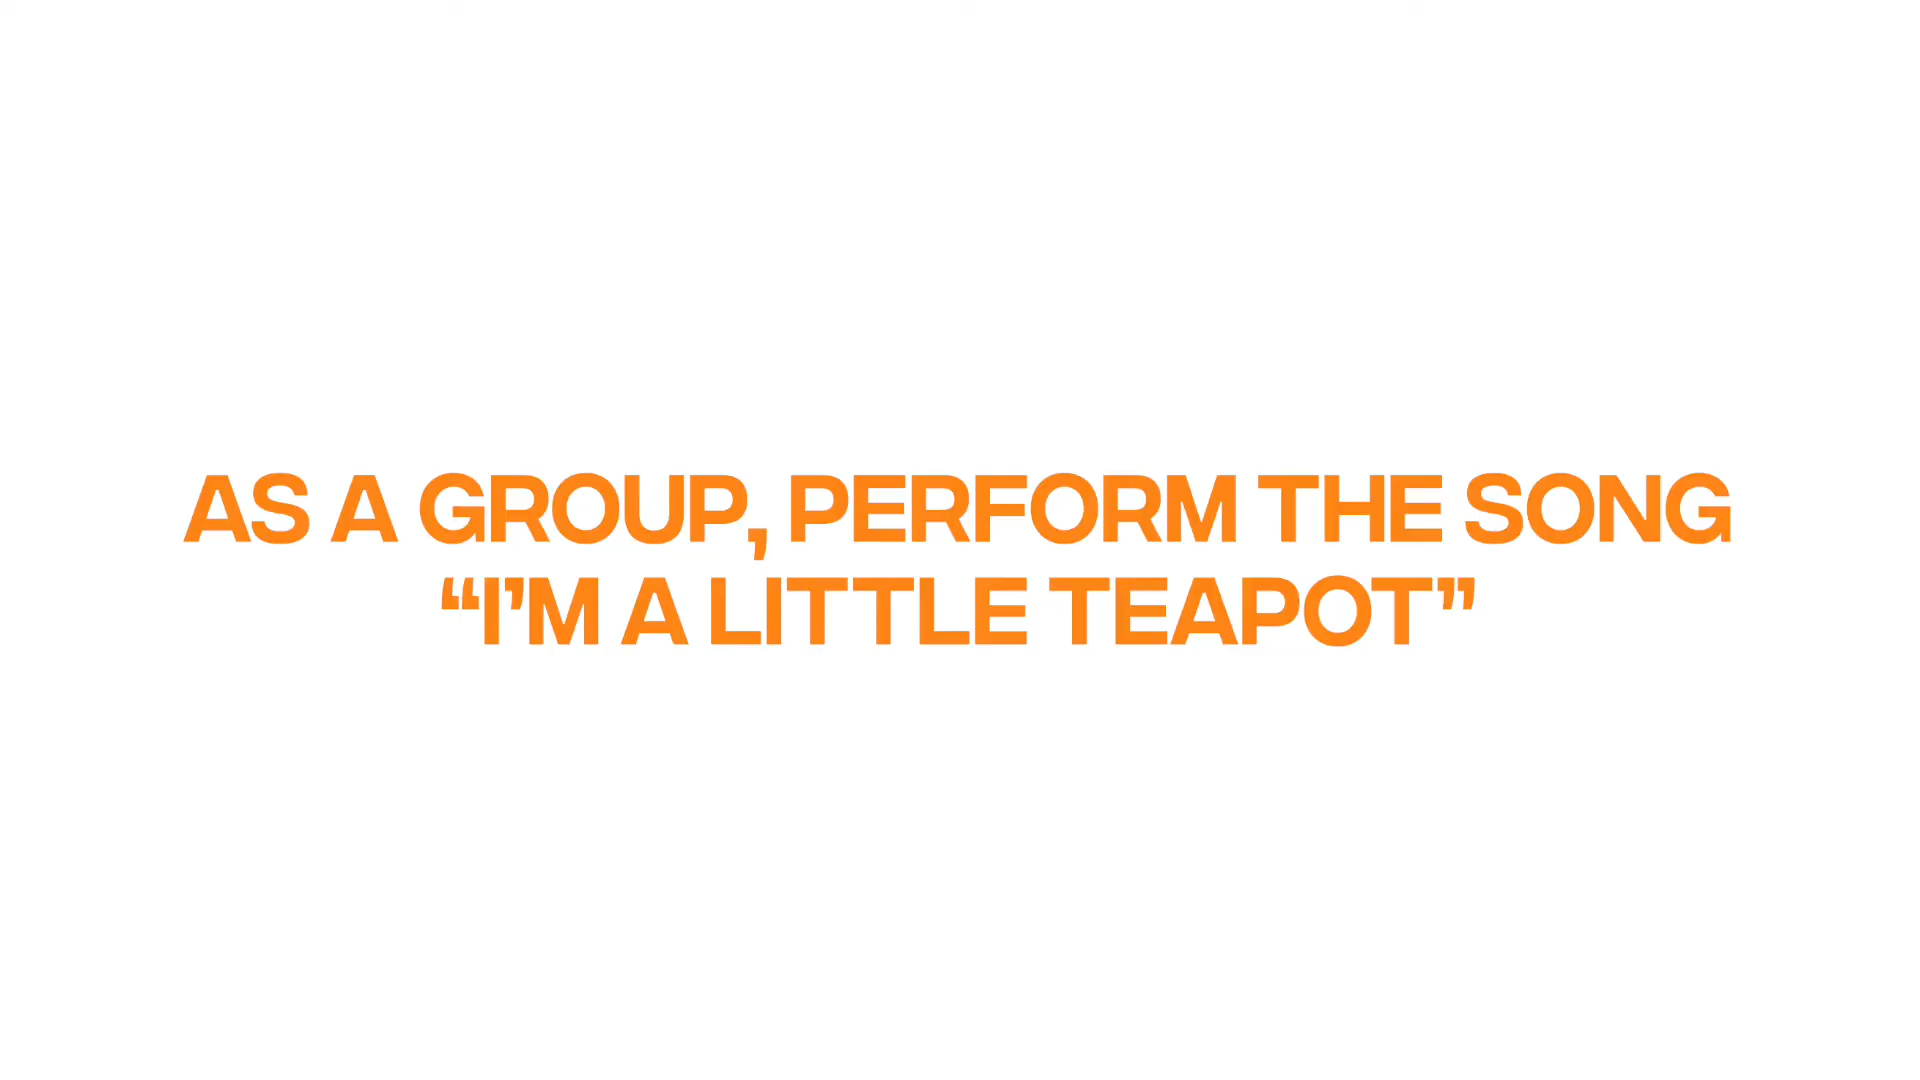 AS A GROUP, PERFORM THE SONG
“I’M A LITTLE TEAPOT”